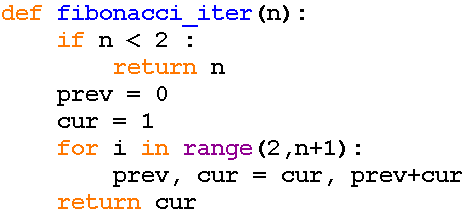 def fibonacci_iter(n):
    if n < 2 :
        return n
    prev = 0
    cur = 1
    for i in range(2,n+1):
        prev, cur = cur, prev+cur
    return cur